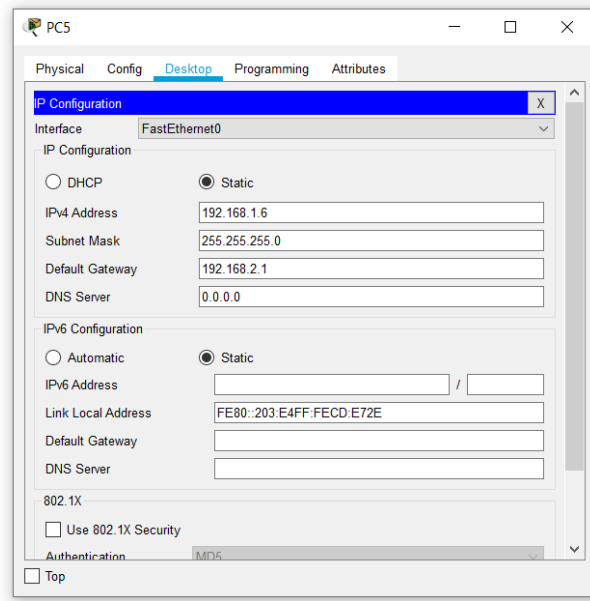 PC5
Physical Config Desktop Programming Attributes
IP Configuration X
Interface FastEthernet0
IP Configuration
DHCP Static
IPv4 Address 192.168.1.6
Subnet Mask 255.255.255.0
Default Gateway 192.168.2.1
DNS Server 0.0.0.0
IPv6 Configuration
Automatic Static
IPv6 Address /
Link Local Address FE80::203:E4FF:FECD:E72E
Default Gateway
DNS Server
802.1X
Use 802.1X Security
Authentication MD5
Top